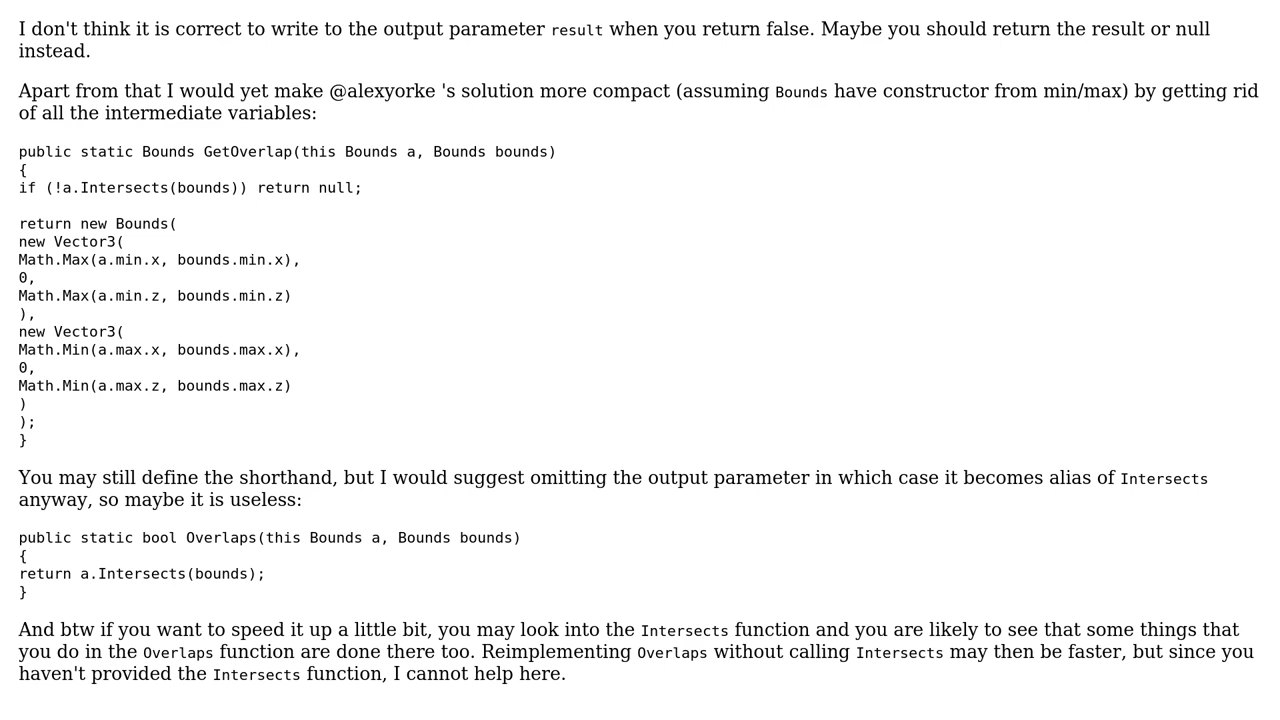 I don't think it is correct to write to the output parameter result when you return false. Maybe you should return the result or null
instead.
Apart from that I would yet make @alexyorke 's solution more compact (assuming Bounds have constructor from min/max) by getting rid
of all the intermediate variables:
public static Bounds GetOverlap(this Bounds a, Bounds bounds)
{
if (!a.Intersects(bounds)) return null;
return new Bounds(
new Vector3(
Math.Max(a.min.x, bounds.min.x),
0,
Math.Max(a.min.z, bounds.min.z)
),
new Vector3(
Math.Min(a.max.x, bounds.max.x),
0,
Math.Min(a.max.z, bounds.max.z)
)
);
}
You may still define the shorthand, but I would suggest omitting the output parameter in which case it becomes alias of Intersects
anyway, so maybe it is useless:
public static bool Overlaps(this Bounds a, Bounds bounds)
{
return a.Intersects(bounds);
}
And btw if you want to speed it up a little bit, you may look into the Intersects function and you are likely to see that some things that
you do in the Overlaps function are done there too. Reimplementing Overlaps without calling Intersects may then be faster, but since you
haven't provided the Intersects function, I cannot help here.